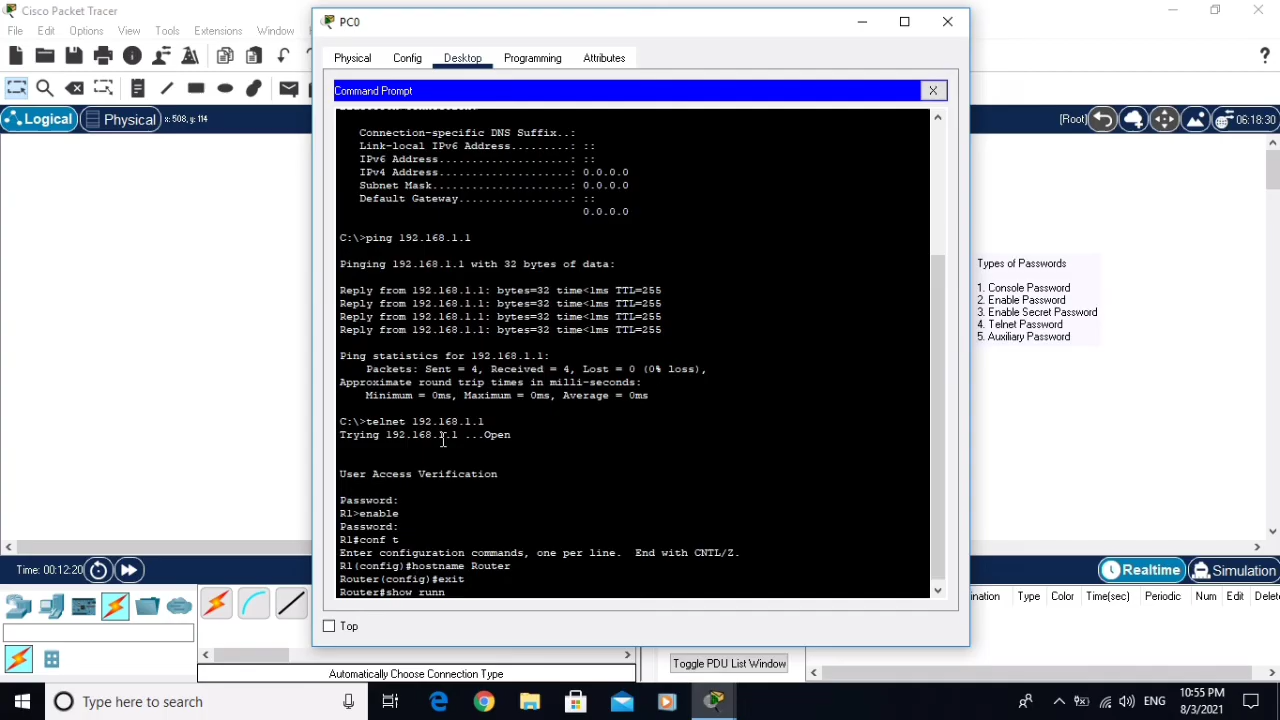 Cisco Packet Tracer
File Edit Options View Tools Extensions Window
Logical Physical x: 508, y: 114
[Root] 06:18:30
PC0
Physical Config Desktop Programming Attributes
Command Prompt
Connection-specific DNS Suffix..:
Link-local IPv6 Address.........: ::
IPv6 Address....................: ::
IPv4 Address....................: 0.0.0.0
Subnet Mask.....................: 0.0.0.0
Default Gateway.................: ::
0.0.0.0
C:\>ping 192.168.1.1
Pinging 192.168.1.1 with 32 bytes of data:
Reply from 192.168.1.1: bytes=32 time<1ms TTL=255
Reply from 192.168.1.1: bytes=32 time<1ms TTL=255
Reply from 192.168.1.1: bytes=32 time<1ms TTL=255
Reply from 192.168.1.1: bytes=32 time<1ms TTL=255
Ping statistics for 192.168.1.1:
Packets: Sent = 4, Received = 4, Lost = 0 (0% loss),
Approximate round trip times in milli-seconds:
Minimum = 0ms, Maximum = 0ms, Average = 0ms
C:\>telnet 192.168.1.1
Trying 192.168.1.1 ...Open
User Access Verification
Password:
R1>enable
Password:
R1#conf t
Enter configuration commands, one per line. End with CNTL/Z.
R1(config)#hostname Router
Router(config)#exit
Router#show runn
Top
Types of Passwords
1. Console Password
2. Enable Password
3. Enable Secret Password
4. Telnet Password
5. Auxiliary Password
Time: 00:12:20
Realtime Simulation
ination Type Color Time(sec) Periodic Num Edit Delete
Automatically Choose Connection Type
Toggle PDU List Window
Type here to search
ENG
10:55 PM
8/3/2021